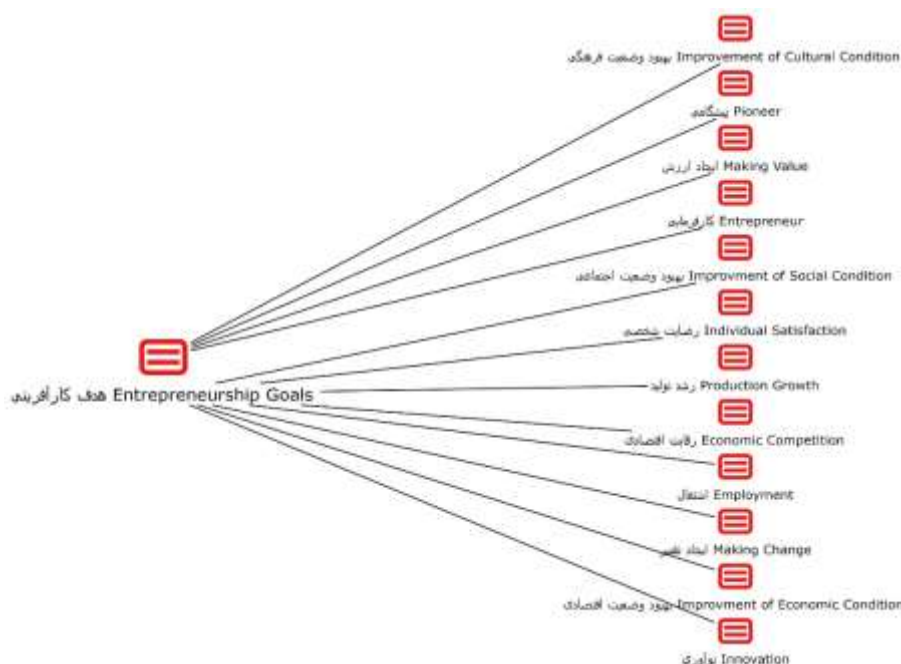 بهبود وضعیت فرهنگی Improvement of Cultural Condition
پیشگامی Pioneer
ایجاد ارزش Making Value
کارفرمایی Entrepreneur
بهبود وضعیت اجتماعی Improvment of Social Condition
رضایت شخصی Individual Satisfaction
هدف کارآفرینی Entrepreneurship Goals
رشد تولید Production Growth
رقابت اقتصادی Economic Competition
اشتغال Employment
ایجاد تغییر Making Change
بهبود وضعیت اقتصادی Improvment of Economic Condition
نوآوری Innovation